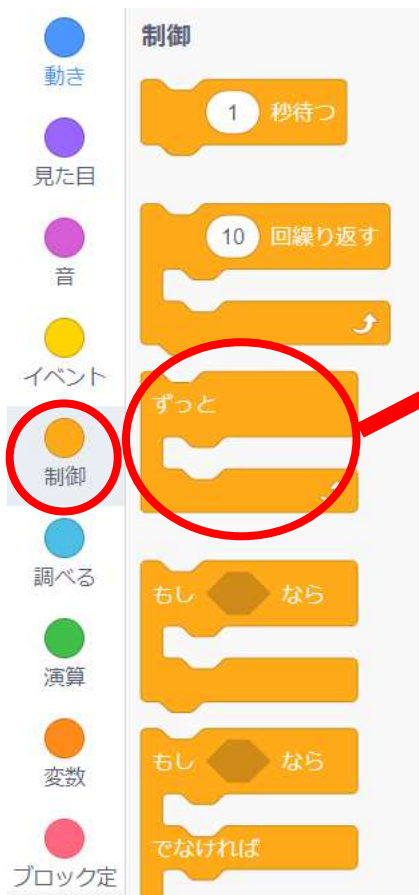 動き
見た目
音
イベント
制御
調べる
演算
変数
ブロック定
制御
1 秒待つ
10 回繰り返す
ずっと
もし なら
もし なら
でなければ